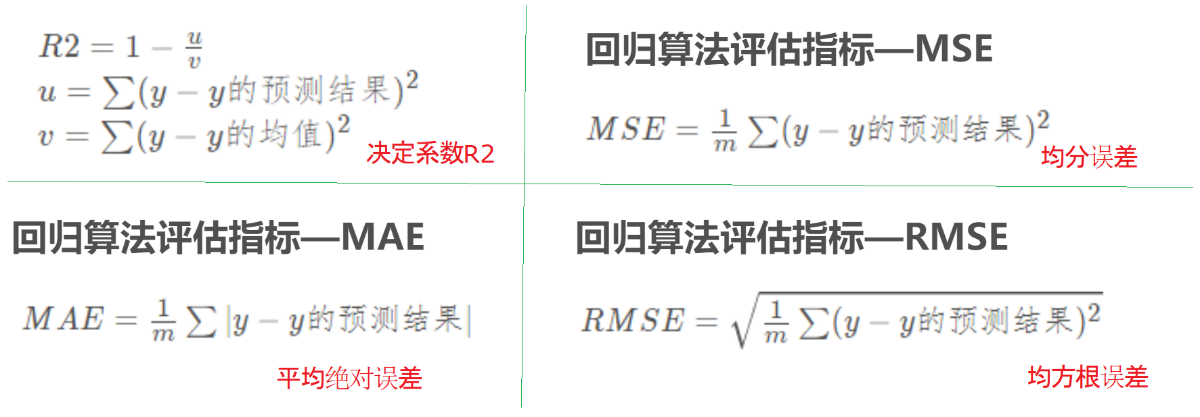 R2 = 1 − u/v
u = ∑(y − y的预测结果)²
v = ∑(y − y的均值)²
决定系数R2
回归算法评估指标—MSE
MSE = 1/m ∑(y − y的预测结果)²
均分误差
回归算法评估指标—MAE
MAE = 1/m ∑ |y − y的预测结果|
平均绝对误差
回归算法评估指标—RMSE
RMSE = √(1/m ∑(y − y的预测结果)²)
均方根误差